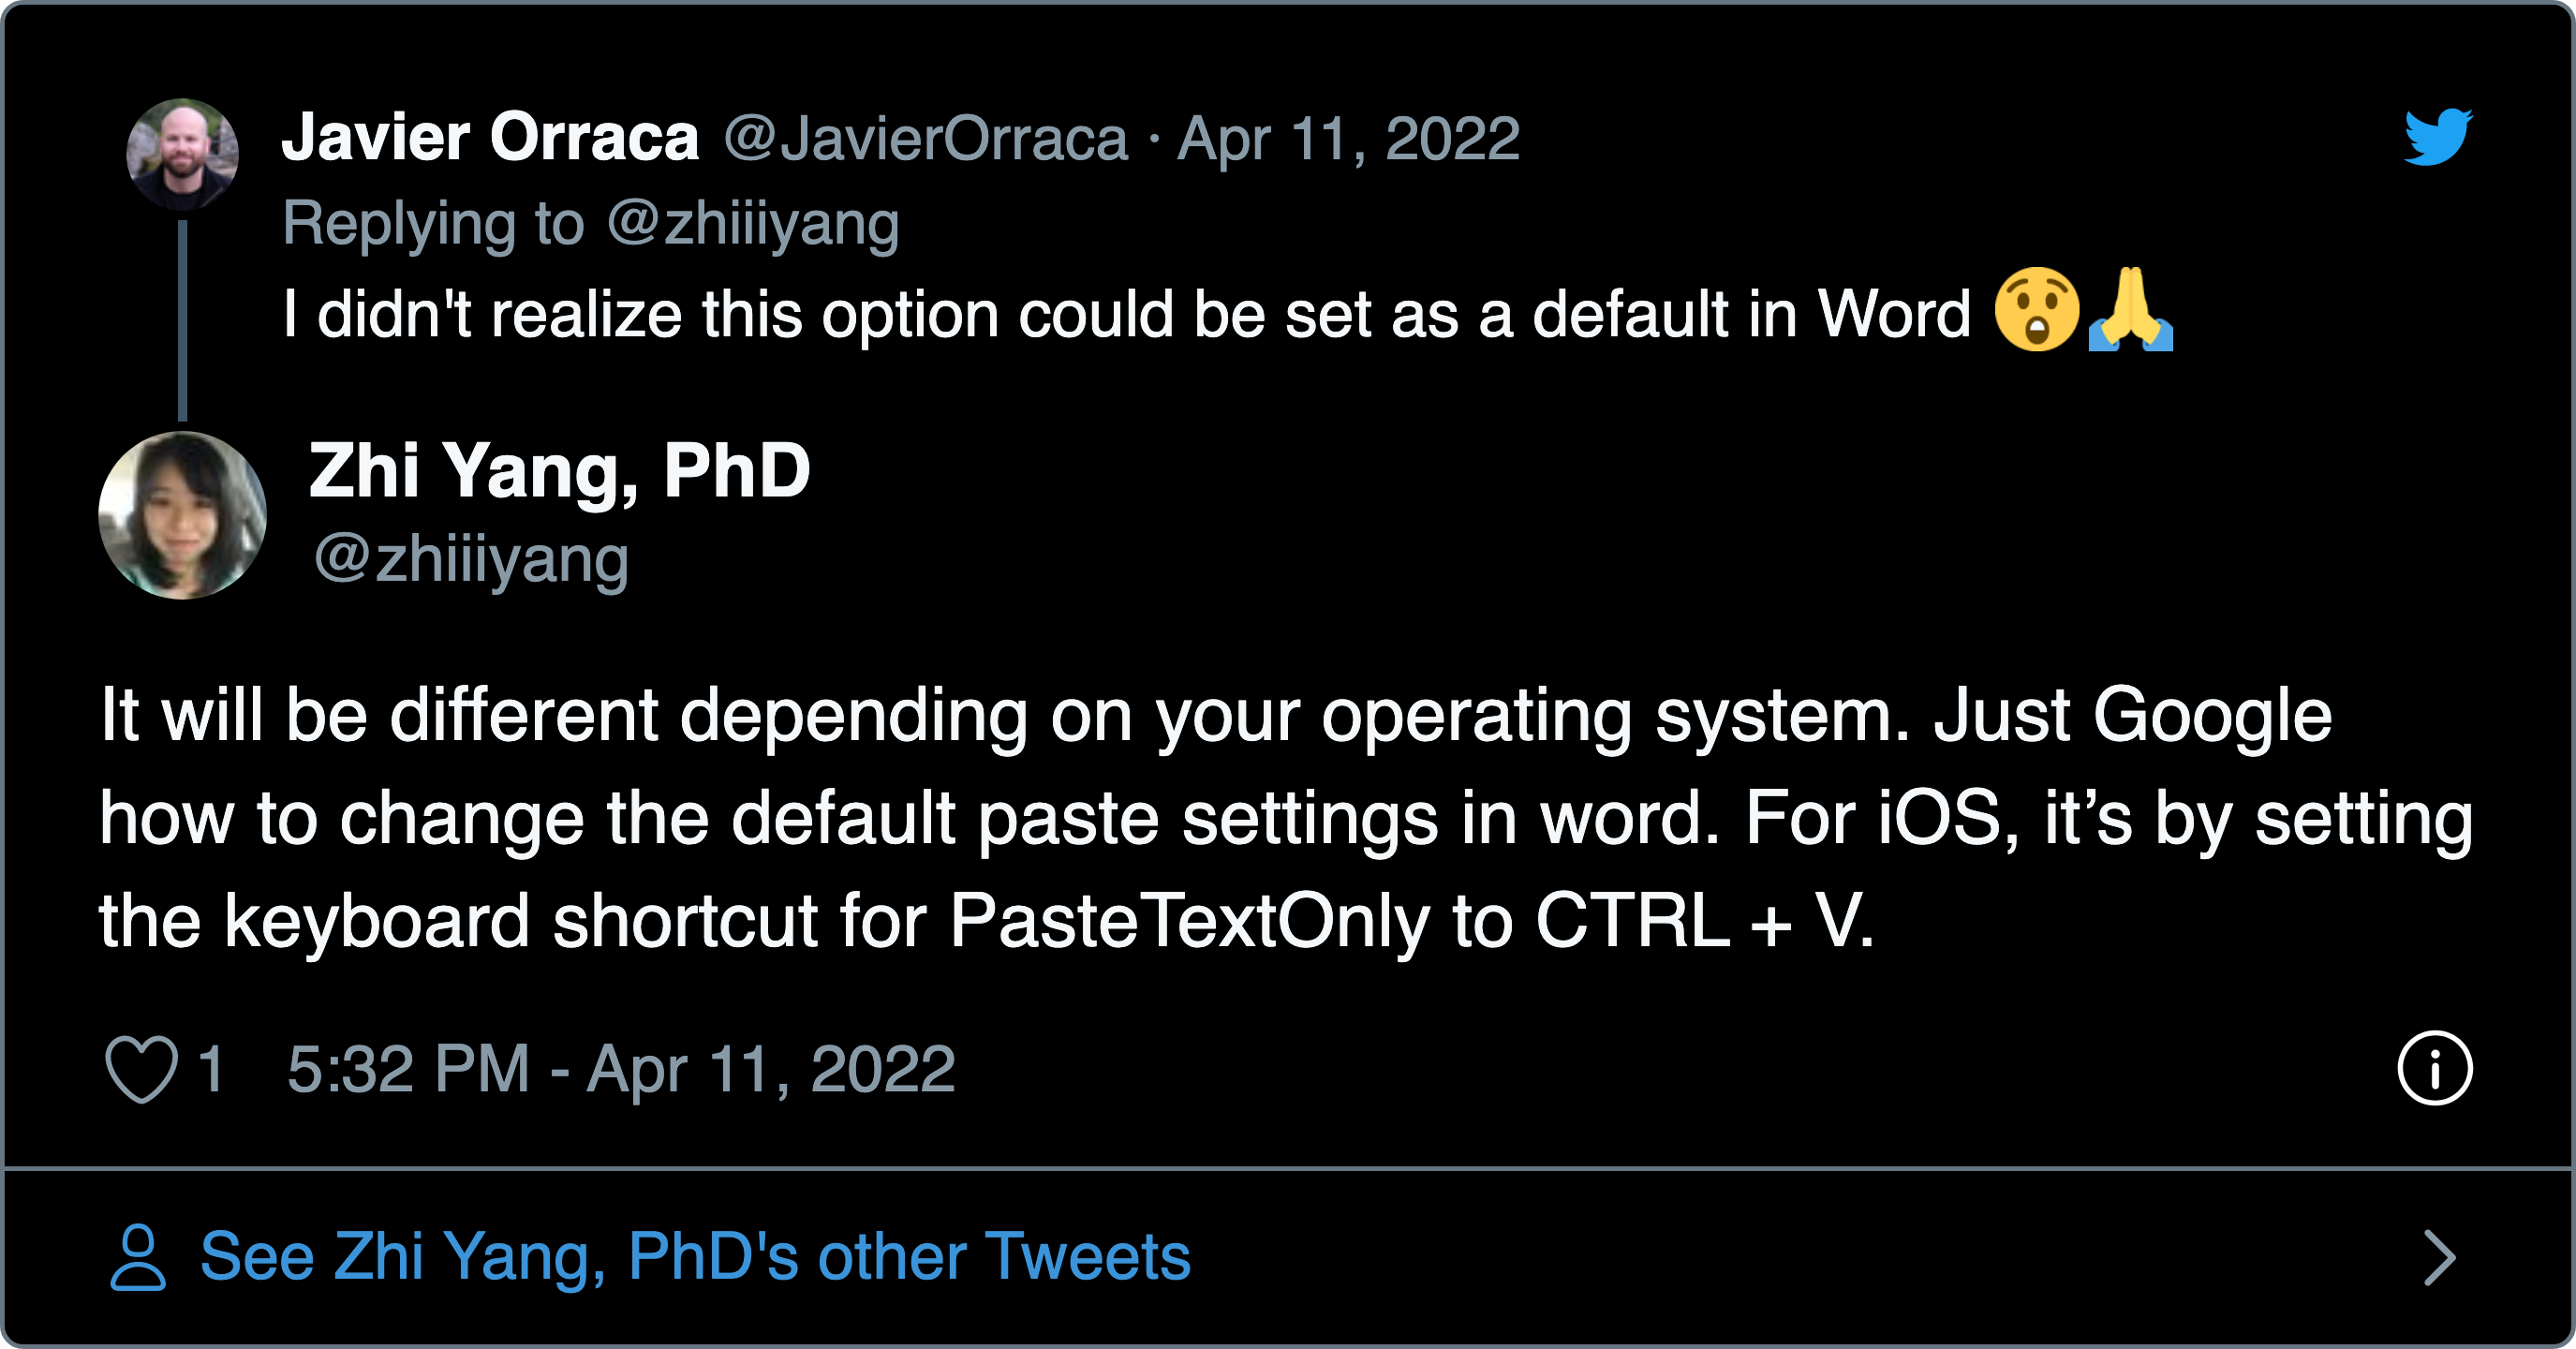 Javier Orraca @JavierOrraca · Apr 11, 2022
Replying to @zhiiiyang
I didn't realize this option could be set as a default in Word 😲🙏
Zhi Yang, PhD
@zhiiiyang
It will be different depending on your operating system. Just Google
how to change the default paste settings in word. For iOS, it’s by setting
the keyboard shortcut for PasteTextOnly to CTRL + V.
1 5:32 PM - Apr 11, 2022
See Zhi Yang, PhD's other Tweets